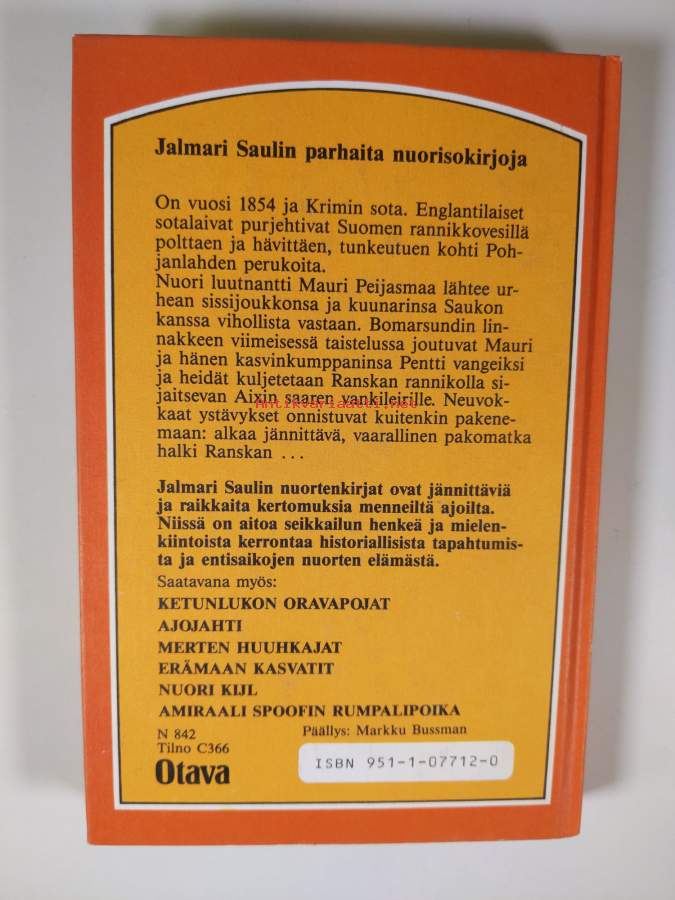 Jalmari Saulin parhaita nuorisokirjoja
On vuosi 1854 ja Krimin sota. Englantilaiset
sotalaivat purjehtivat Suomen rannikkovesillä
polttaen ja hävittäen, tunkeutuen kohti Poh-
janlahden perukoita.
Nuori luutnantti Mauri Peijasmaa lähtee ur-
hean sissijoukkonsa ja kuunarinsa Saukon
kanssa vihollista vastaan. Bomarsundin lin-
nakkeen viimeisessä taistelussa joutuvat Mauri
ja hänen kasvinkumppaninsa Pentti vangeiksi
ja heidät kuljetetaan Ranskan rannikolla si-
jaitsevan Aixin saaren vankileirille. Neuvok-
Antikvariaatti.net
kaat ystävykset onnistuvat kuitenkin pakene-
maan: alkaa jännittävä, vaarallinen pakomatka
halki Ranskan ...
Jalmari Saulin nuortenkirjat ovat jännittäviä
ja raikkaita kertomuksia menneiltä ajoilta.
Niissä on aitoa seikkailun henkeä ja mielen-
kiintoista kerrontaa historiallisista tapahtumis-
ta ja entisaikojen nuorten elämästä.
Saatavana myös:
KETUNLUKON ORAVAPOJAT
AJOJAHTI
MERTEN HUUHKAJAT
ERÄMAAN KASVATIT
NUORI KIJL
AMIRAALI SPOOFIN RUMPALIPOIKA
N 842 Päällys: Markku Bussman
Tilno C366
Otava ISBN 951-1-07712-0